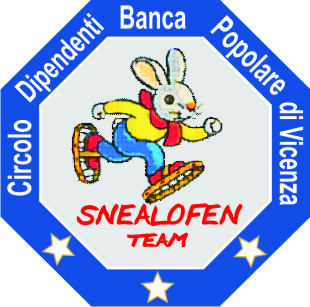 Circolo Dipendenti Banca Popolare di Vicenza
SNEALOFEN
TEAM